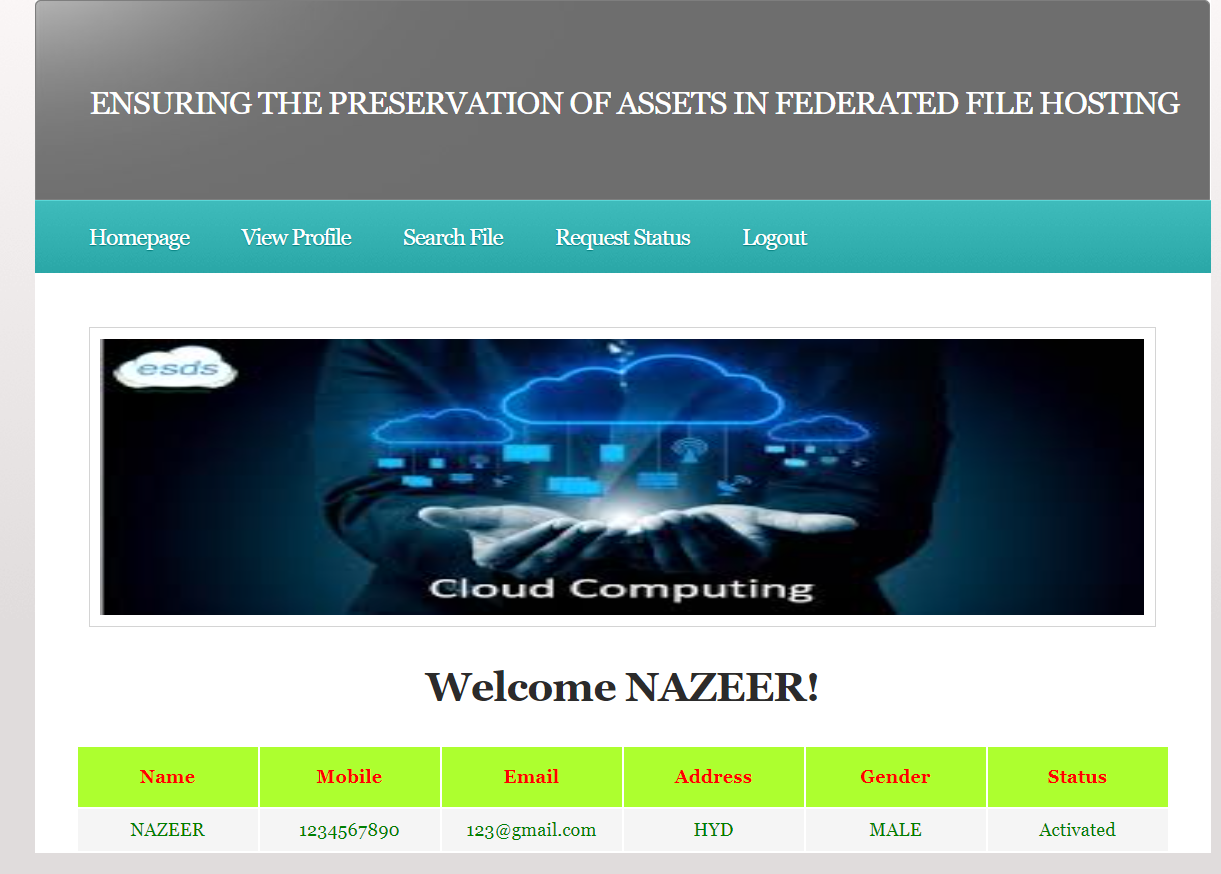 ENSURING THE PRESERVATION OF ASSETS IN FEDERATED FILE HOSTING
Homepage View Profile Search File Request Status Logout
esds
Cloud Computing
Welcome NAZEER!
Name Mobile Email Address Gender Status
NAZEER 1234567890 123@gmail.com HYD MALE Activated